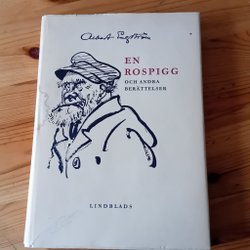 Albert Engström
EN
ROSPIGG
OCH ANDRA
BERÄTTELSER
LINDBLADS